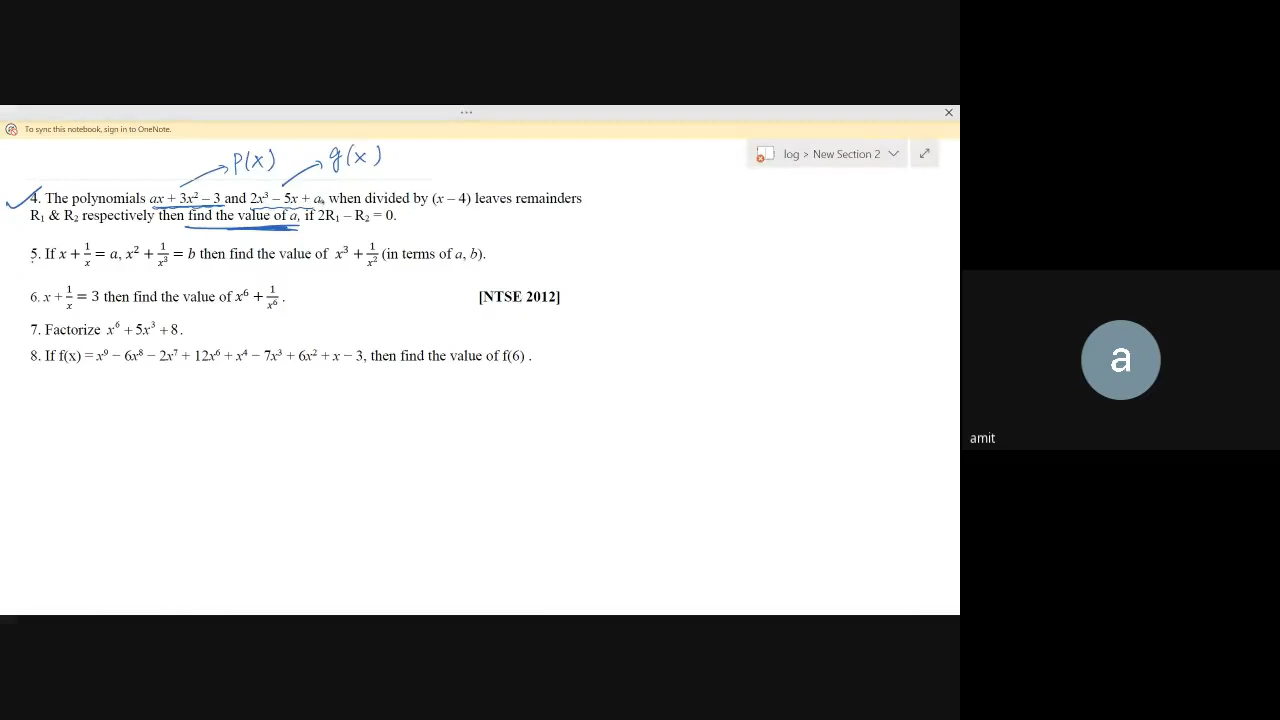 To sync this notebook, sign in to OneNote.
log > New Section 2
P(x) g(x)
4. The polynomials ax + 3x² – 3 and 2x³ – 5x + a, when divided by (x – 4) leaves remainders
R₁ & R₂ respectively then find the value of a, if 2R₁ – R₂ = 0.
5. If x + 1/x = a, x² + 1/x³ = b then find the value of x³ + 1/x² (in terms of a, b).
6. x + 1/x = 3 then find the value of x⁶ + 1/x⁶ . [NTSE 2012]
7. Factorize x⁶ + 5x³ + 8.
8. If f(x) = x⁹ – 6x⁸ – 2x⁷ + 12x⁶ + x⁴ – 7x³ + 6x² + x – 3, then find the value of f(6) .
a
amit